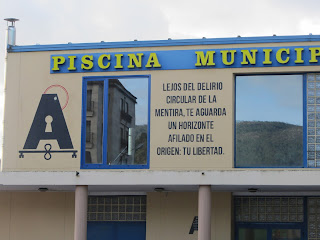 PISCINA MUNICIP
LEJOS DEL DELIRIO
CIRCULAR DE LA
MENTIRA, TE AGUARDA
UN HORIZONTE
AFILADO EN EL
ORIGEN: TU LIBERTAD.
A